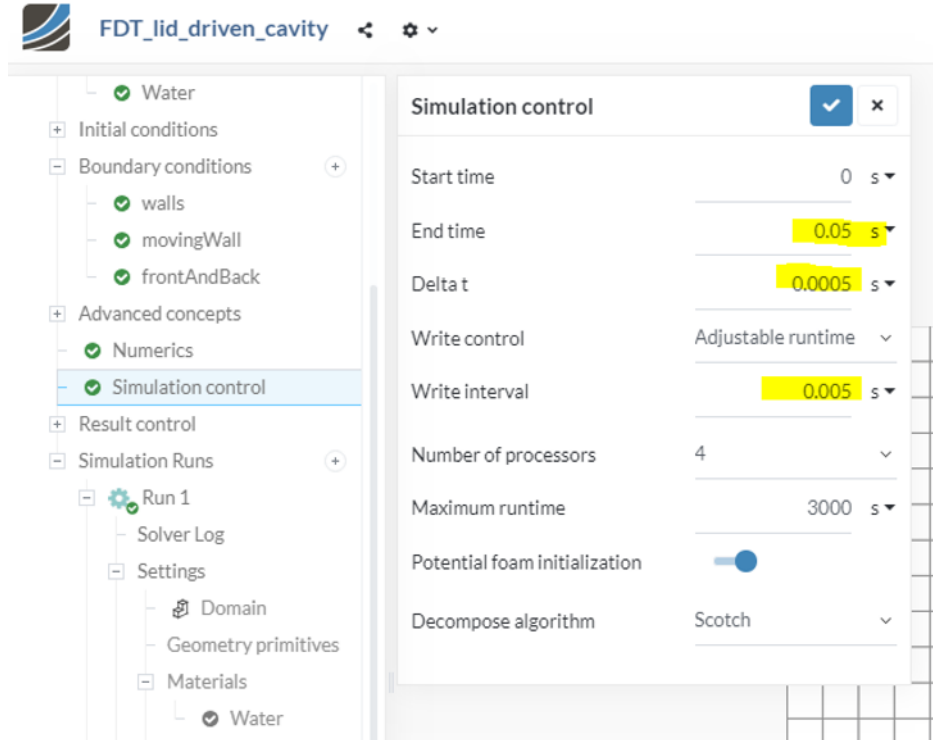 FDT_lid_driven_cavity
Water
Initial conditions
Boundary conditions
walls
movingWall
frontAndBack
Advanced concepts
Numerics
Simulation control
Result control
Simulation Runs
Run 1
Solver Log
Settings
Domain
Geometry primitives
Materials
Water
Simulation control
Start time 0 s
End time 0.05 s
Delta t 0.0005 s
Write control Adjustable runtime
Write interval 0.005 s
Number of processors 4
Maximum runtime 3000 s
Potential foam initialization
Decompose algorithm Scotch